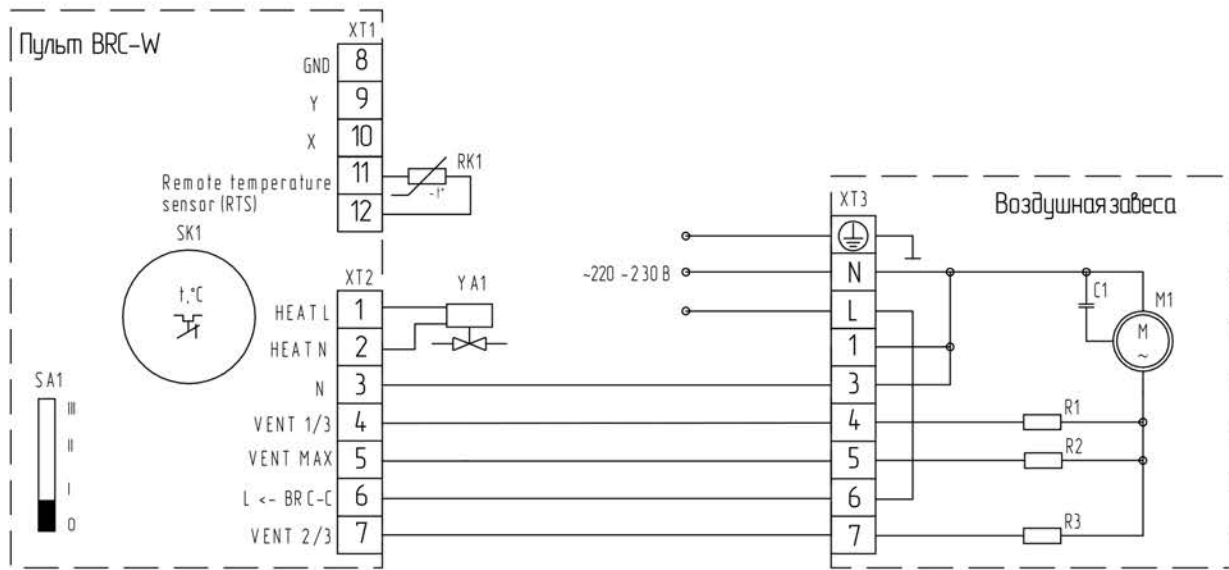 Пульт BRC-W
XT1
GND 8
Y 9
X 10
Remote temperature 11
sensor (RTS) 12
RK1
-t°
SK1
t,°C
SA1
III
II
I
0
XT2
HEAT L 1
HEAT N 2
N 3
VENT 1/3 4
VENT MAX 5
L <- BRC-C 6
VENT 2/3 7
YA1
~220 -230 В
XT3
Воздушная завеса
N
L
1
3
4
5
6
7
C1
M1
M
~
R1
R2
R3